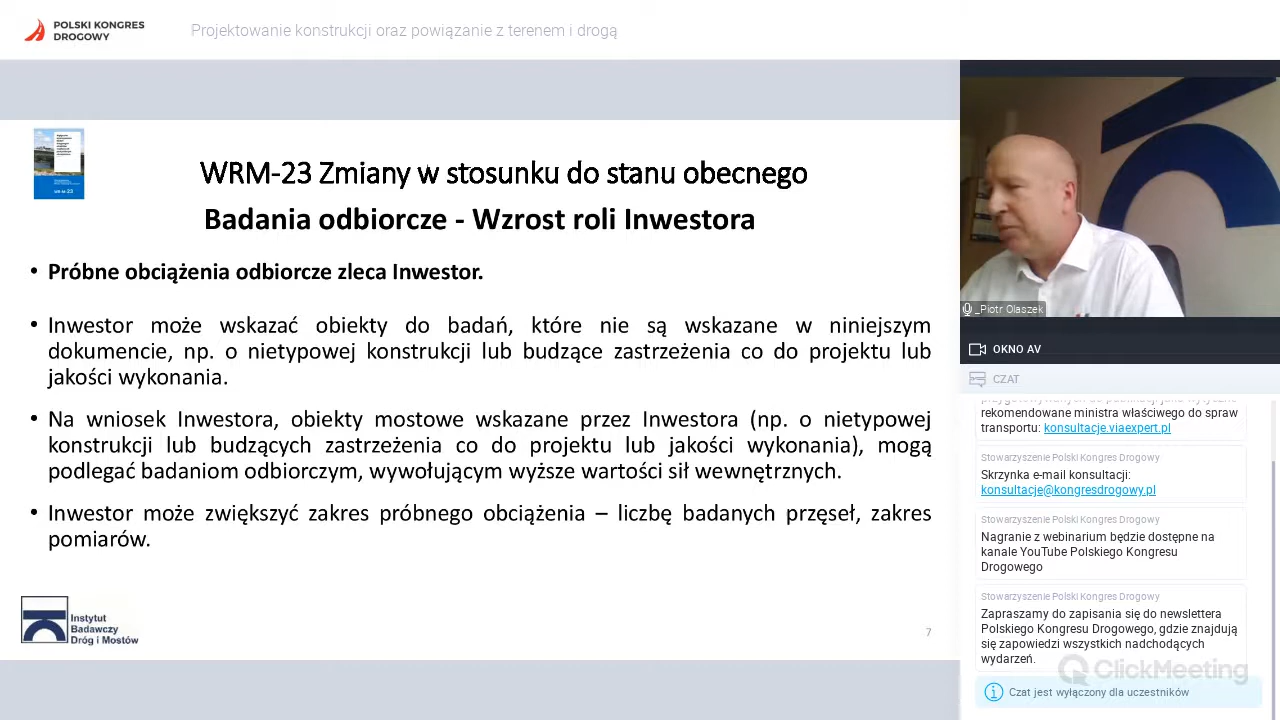 POLSKI KONGRES
DROGOWY
Projektowanie konstrukcji oraz powiązanie z terenem i drogą
WRM-23 Zmiany w stosunku do stanu obecnego
Badania odbiorcze - Wzrost roli Inwestora
• Próbne obciążenia odbiorcze zleca Inwestor.
• Inwestor może wskazać obiekty do badań, które nie są wskazane w niniejszym
dokumencie, np. o nietypowej konstrukcji lub budzące zastrzeżenia co do projektu lub
jakości wykonania.
• Na wniosek Inwestora, obiekty mostowe wskazane przez Inwestora (np. o nietypowej
konstrukcji lub budzących zastrzeżenia co do projektu lub jakości wykonania), mogą
podlegać badaniom odbiorczym, wywołującym wyższe wartości sił wewnętrznych.
• Inwestor może zwiększyć zakres próbnego obciążenia – liczbę badanych przęseł, zakres
pomiarów.
Instytut
Badawczy
Dróg i Mostów
7
_Piotr Olaszek
OKNO AV
CZAT
rekomendowane ministra właściwego do spraw
transportu: konsultacje.viaexpert.pl
Stowarzyszenie Polski Kongres Drogowy
Skrzynka e-mail konsultacji:
konsultacje@kongresdrogowy.pl
Stowarzyszenie Polski Kongres Drogowy
Nagranie z webinarium będzie dostępne na
kanale YouTube Polskiego Kongresu
Drogowego
Stowarzyszenie Polski Kongres Drogowy
Zapraszamy do zapisania się do newslettera
Polskiego Kongresu Drogowego, gdzie znajdują
się zapowiedzi wszystkich nadchodzących
wydarzeń.
ClickMeeting
Czat jest wyłączony dla uczestników